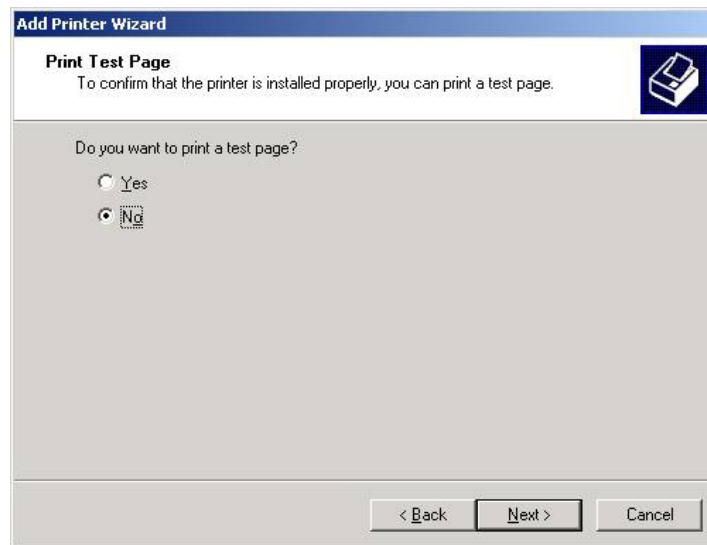 Add Printer Wizard
Print Test Page
To confirm that the printer is installed properly, you can print a test page.
Do you want to print a test page?
Yes
No
< Back
Next >
Cancel